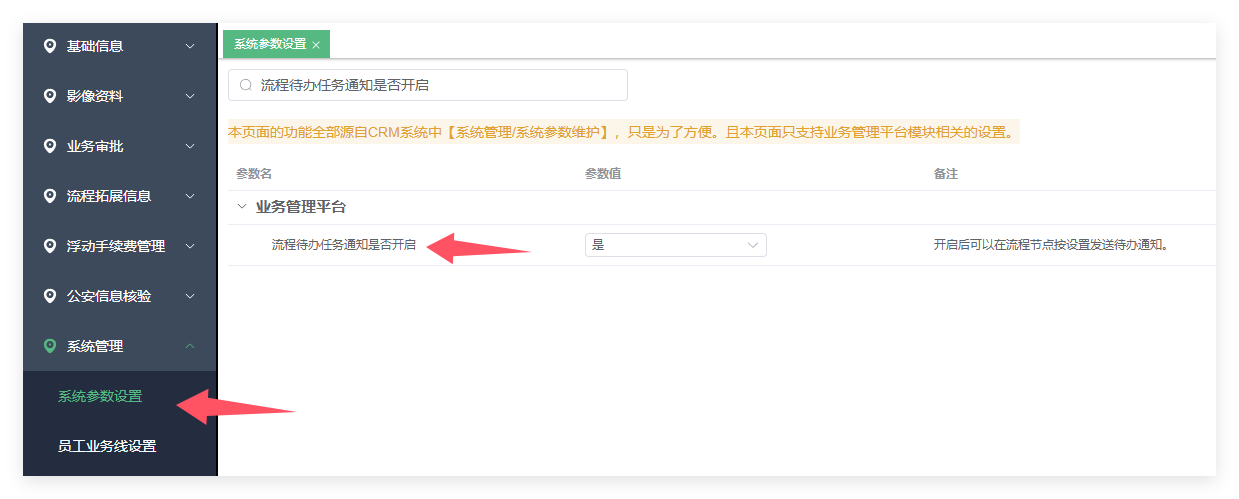 基础信息
影像资料
业务审批
流程拓展信息
浮动手续费管理
公安信息核验
系统管理
系统参数设置
员工业务线设置
系统参数设置 ×
流程待办任务通知是否开启
本页面的功能全部源自CRM系统中【系统管理/系统参数维护】，只是为了方便。且本页面只支持业务管理平台模块相关的设置。
参数名 参数值 备注
业务管理平台
流程待办任务通知是否开启 是 开启后可以在流程节点按设置发送待办通知。